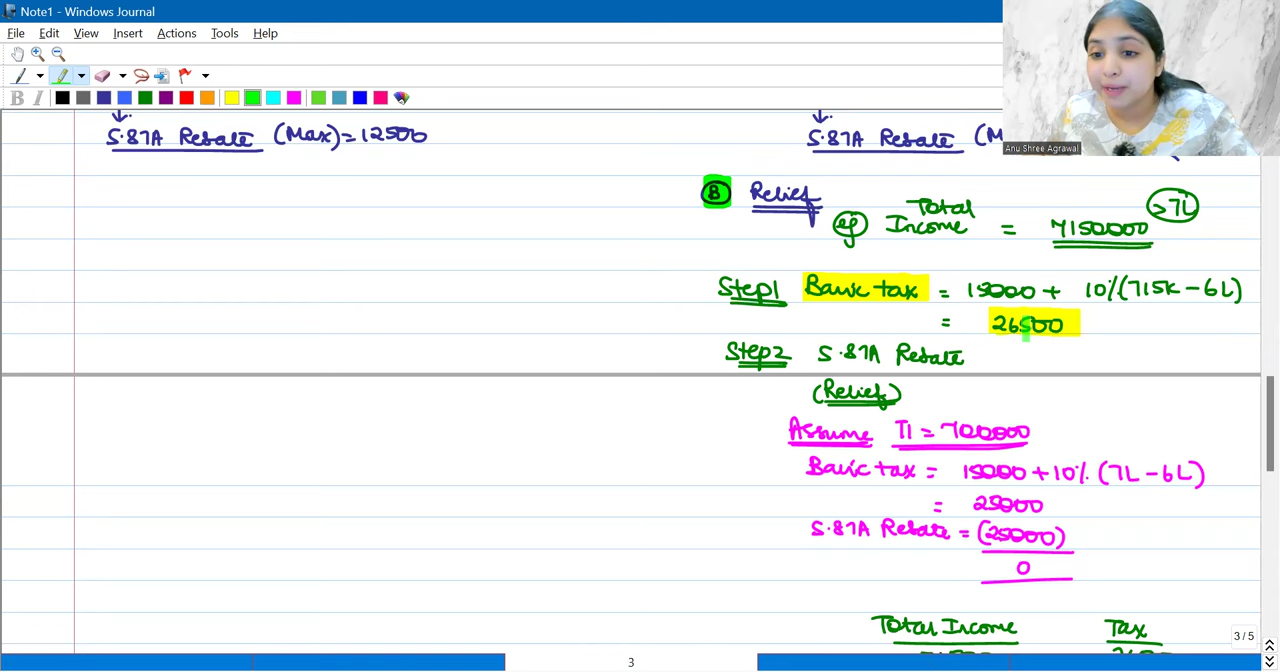 Note1 - Windows Journal
File Edit View Insert Actions Tools Help
B I
Anu Shree Agrawal
S.87A Rebate (Max) = 12500
S.87A Rebate (M
B Relief
eg Total Income = 7150000 >7L
Step1 Basic tax = 15000 + 10% (715K - 6L)
= 26500
Step2 S.87A Rebate
(Relief)
Assume TI = 700000
Basic tax = 15000 + 10% (7L - 6L)
= 25000
S.87A Rebate = (25000)
0
Total Income Tax
3 / 5
3